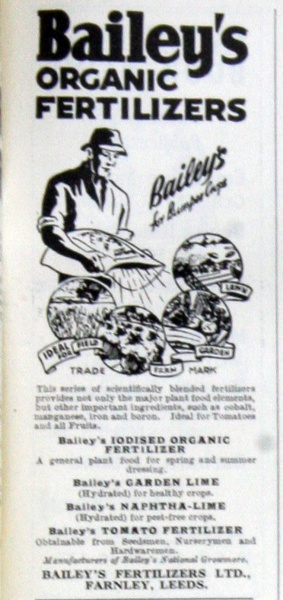 Bailey's
ORGANIC
FERTILIZERS
Bailey's
for Bumper Crops
IDEAL
FOR
FIELD
FARM
GARDEN
LAWN
TRADE MARK
This series of scientifically blended fertilizers
provides not only the major plant food elements,
but other important ingredients, such as cobalt,
manganese, iron and boron. Ideal for Tomatoes
and all Fruits.
Bailey's IODISED ORGANIC
FERTILIZER
A general plant food for spring and summer
dressing.
Bailey's GARDEN LIME
(Hydrated) for healthy crops.
Bailey's NAPHTHA-LIME
(Hydrated) for pest-free crops.
Bailey's TOMATO FERTILIZER
Obtainable from Seedsmen, Nurserymen and
Hardwaremen.
Manufacturers of Bailey's National Growmore.
BAILEY'S FERTILIZERS LTD.,
FARNLEY, LEEDS.